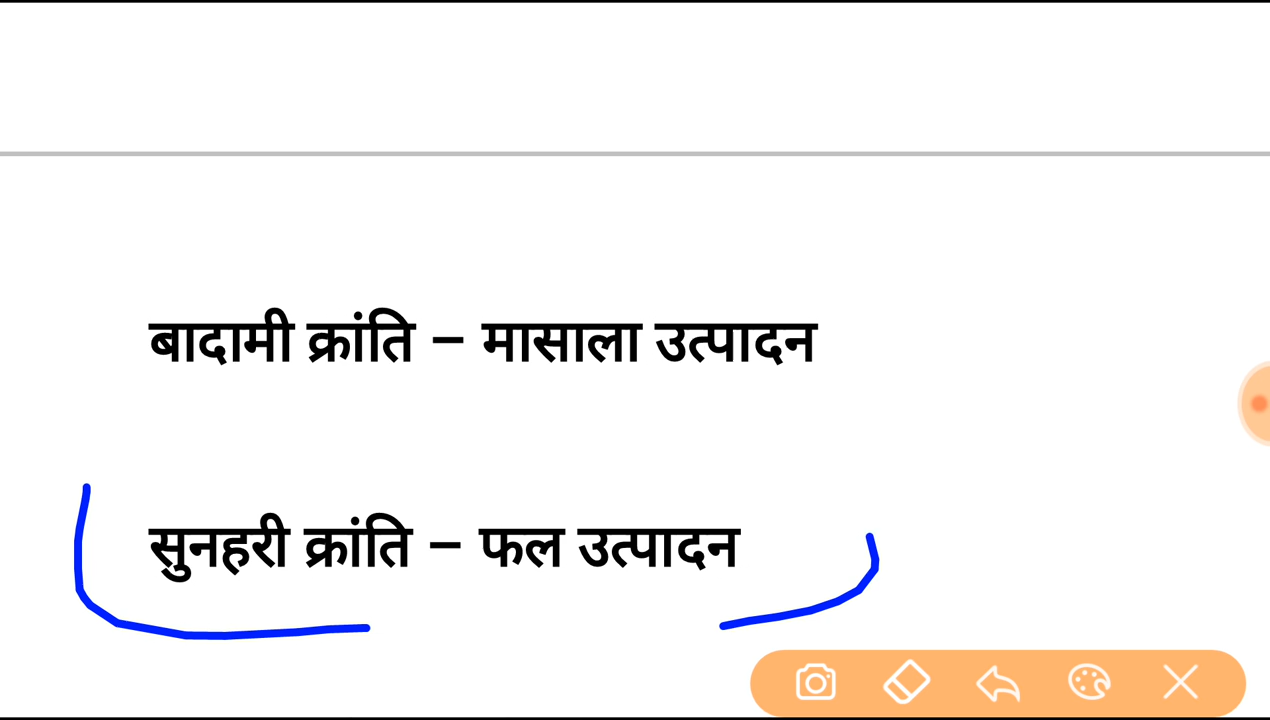 बादामी क्रांति – मासाला उत्पादन
सुनहरी क्रांति – फल उत्पादन